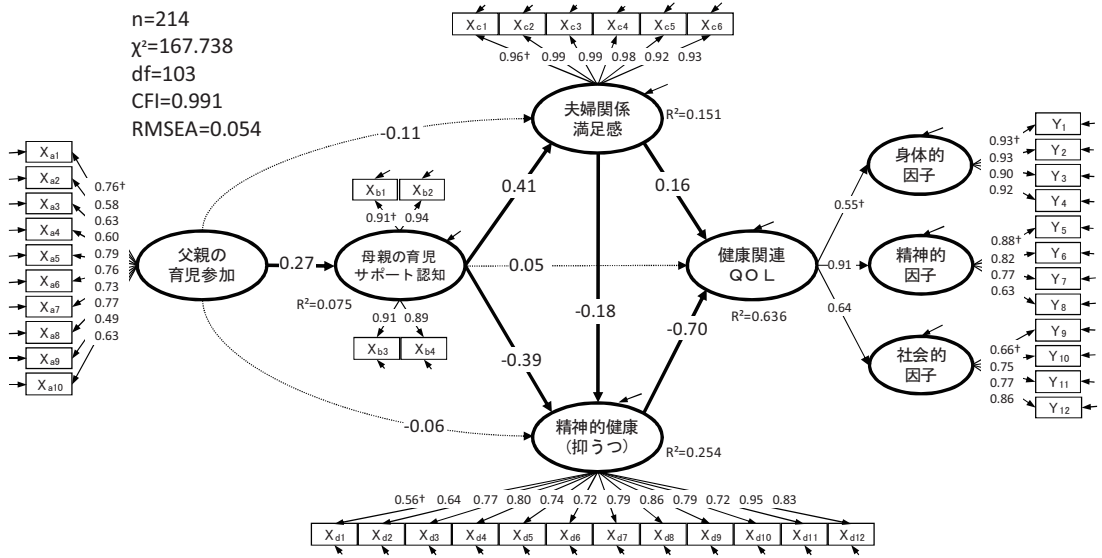 n=214
χ²=167.738
df=103
CFI=0.991
RMSEA=0.054
Xc1 Xc2 Xc3 Xc4 Xc5 Xc6
0.96† 0.99 0.99 0.98 0.92 0.93
夫婦関係
満足感
R²=0.151
-0.11
Xa1
Xa2
Xa3
Xa4
Xa5
Xa6
Xa7
Xa8
Xa9
Xa10
0.76†
0.58
0.63
0.60
0.79
0.76
0.73
0.77
0.49
0.63
父親の
育児参加
0.27
Xb1 Xb2
0.91† 0.94
母親の育児
サポート認知
R²=0.075
0.91 0.89
Xb3 Xb4
0.41
0.16
0.05
-0.18
-0.39
-0.70
-0.06
健康関連
QOL
R²=0.636
0.55†
0.91
0.64
身体的
因子
0.93†
0.93
0.90
0.92
Y1
Y2
Y3
Y4
精神的
因子
0.88†
0.82
0.77
0.63
Y5
Y6
Y7
Y8
社会的
因子
0.66†
0.75
0.77
0.86
Y9
Y10
Y11
Y12
精神的健康
(抑うつ)
R²=0.254
0.56† 0.64 0.77 0.80 0.74 0.72 0.79 0.86 0.79 0.72 0.95 0.83
Xd1 Xd2 Xd3 Xd4 Xd5 Xd6 Xd7 Xd8 Xd9 Xd10 Xd11 Xd12